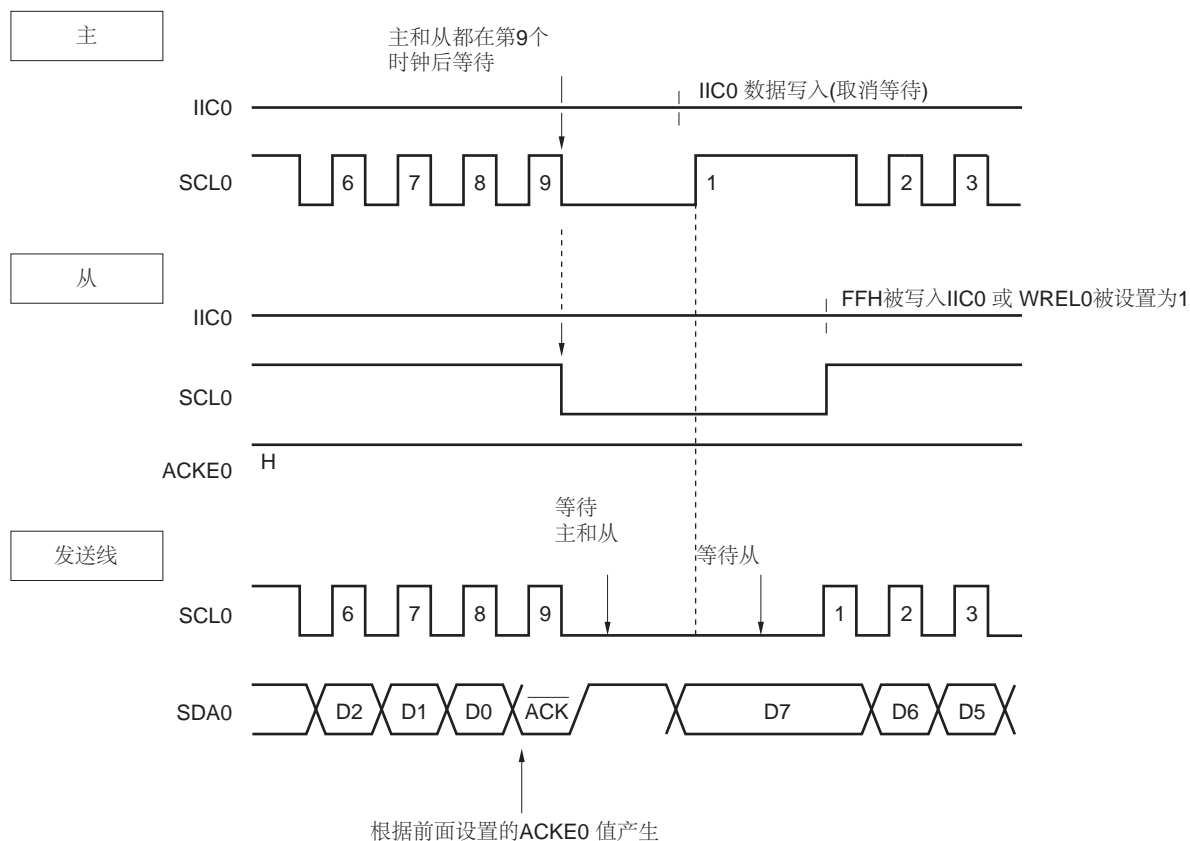 主
主和从都在第9个
时钟后等待
IIC0 数据写入(取消等待)
IIC0
SCL0
6 7 8 9 1 2 3
从
FFH被写入IIC0 或 WREL0被设置为1
IIC0
SCL0
ACKE0
H
等待
主和从
发送线
等待从
SCL0
6 7 8 9 1 2 3
SDA0
D2 D1 D0 ACK D7 D6 D5
根据前面设置的ACKE0 值产生